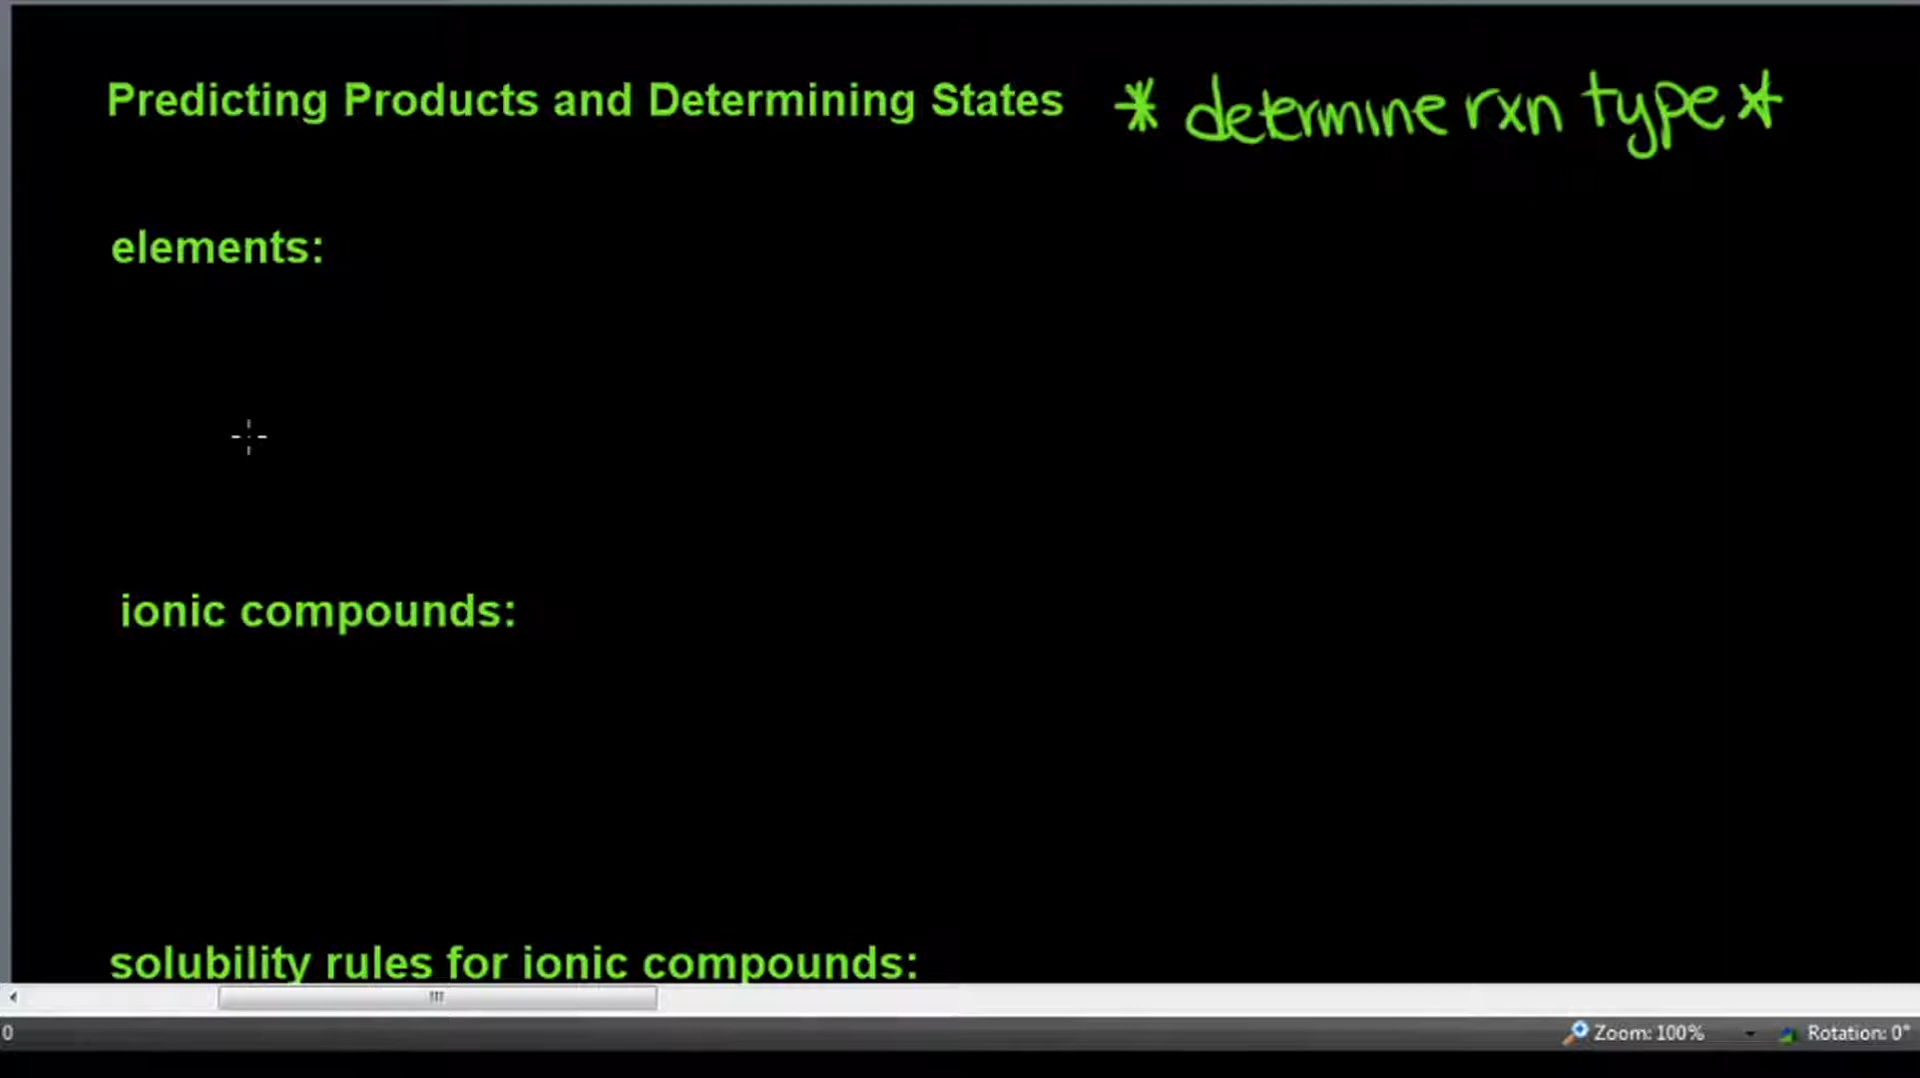 Predicting Products and Determining States * determine rxn type *
elements:
ionic compounds:
solubility rules for ionic compounds:
0 Zoom: 100% Rotation: 0°